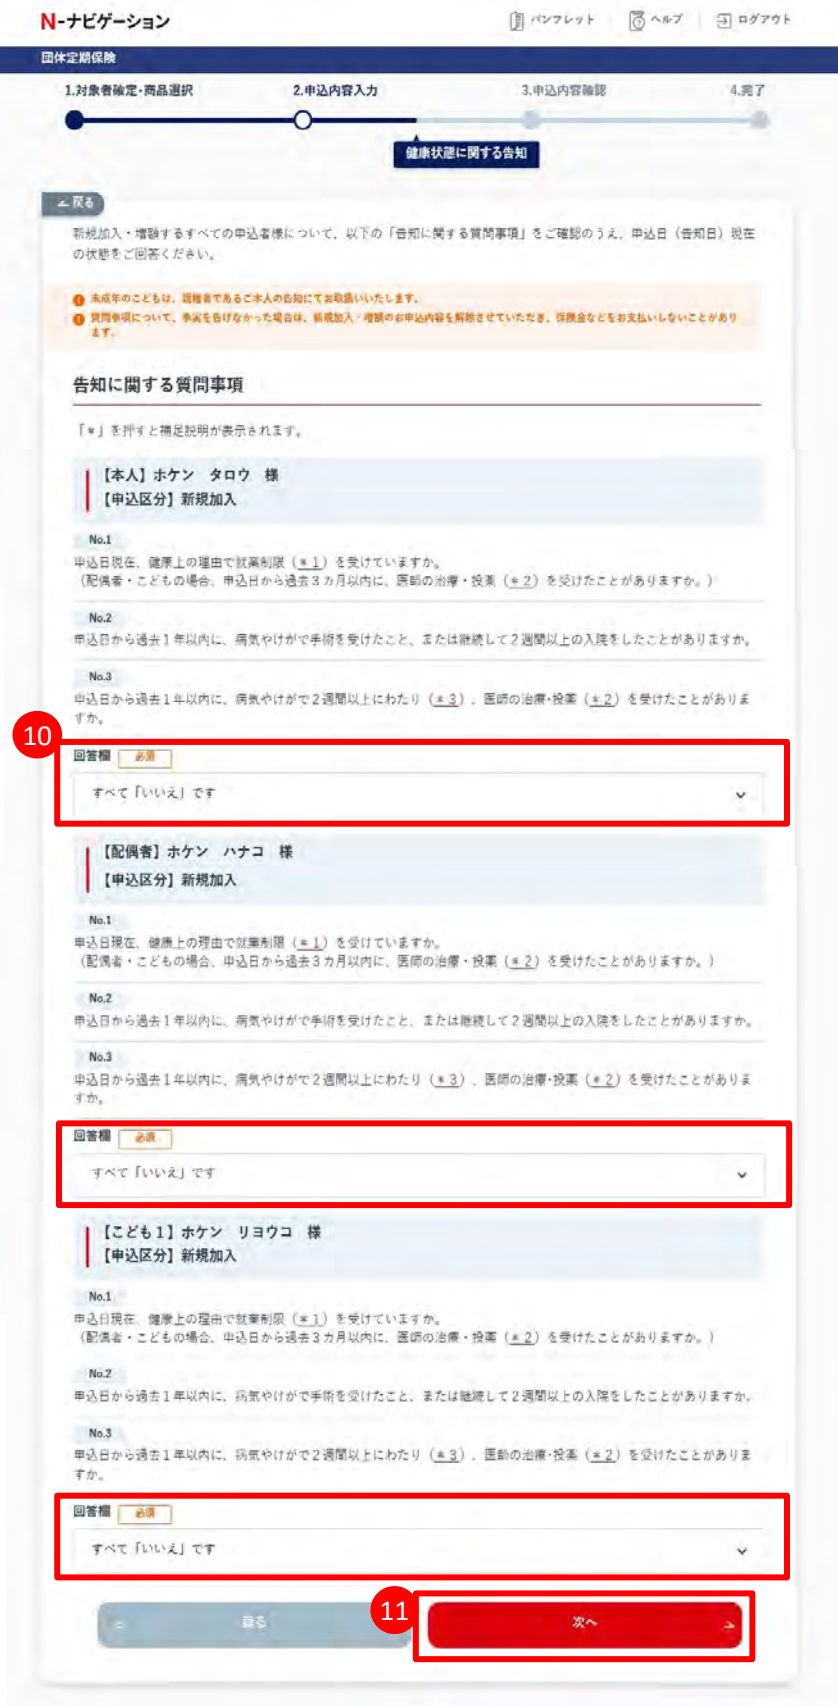 N-ナビゲーション
パンフレット
ヘルプ
ログアウト
団体定期保険
1.対象者確定・商品選択
2.申込内容入力
3.申込内容確認
4.完了
健康状態に関する告知
戻る
新規加入・増額するすべての申込者様について、以下の「告知に関する質問事項」をご確認のうえ、申込日（告知日）現在
の状態をご回答ください。
未成年のこどもは、親権者であるご本人の告知にてお取扱いいたします。
質問事項について、事実を告げなかった場合は、新規加入・増額のお申込内容を解除させていただき、保険金などをお支払いしないことがあり
ます。
告知に関する質問事項
「*」を押すと補足説明が表示されます。
【本人】ホケン　タロウ　様
【申込区分】新規加入
No.1
申込日現在、健康上の理由で就業制限（*1）を受けていますか。
（配偶者・こどもの場合、申込日から過去3カ月以内に、医師の治療・投薬（*2）を受けたことがありますか。）
No.2
申込日から過去1年以内に、病気やけがで手術を受けたこと、または継続して2週間以上の入院をしたことがありますか。
No.3
申込日から過去1年以内に、病気やけがで2週間以上にわたり（*3）、医師の治療・投薬（*2）を受けたことがありま
すか。
10
回答欄 必須
すべて「いいえ」です
【配偶者】ホケン　ハナコ　様
【申込区分】新規加入
No.1
申込日現在、健康上の理由で就業制限（*1）を受けていますか。
（配偶者・こどもの場合、申込日から過去3カ月以内に、医師の治療・投薬（*2）を受けたことがありますか。）
No.2
申込日から過去1年以内に、病気やけがで手術を受けたこと、または継続して2週間以上の入院をしたことがありますか。
No.3
申込日から過去1年以内に、病気やけがで2週間以上にわたり（*3）、医師の治療・投薬（*2）を受けたことがありま
すか。
回答欄 必須
すべて「いいえ」です
【こども1】ホケン　リョウコ　様
【申込区分】新規加入
No.1
申込日現在、健康上の理由で就業制限（*1）を受けていますか。
（配偶者・こどもの場合、申込日から過去3カ月以内に、医師の治療・投薬（*2）を受けたことがありますか。）
No.2
申込日から過去1年以内に、病気やけがで手術を受けたこと、または継続して2週間以上の入院をしたことがありますか。
No.3
申込日から過去1年以内に、病気やけがで2週間以上にわたり（*3）、医師の治療・投薬（*2）を受けたことがありま
すか。
回答欄 必須
すべて「いいえ」です
戻る
11
次へ